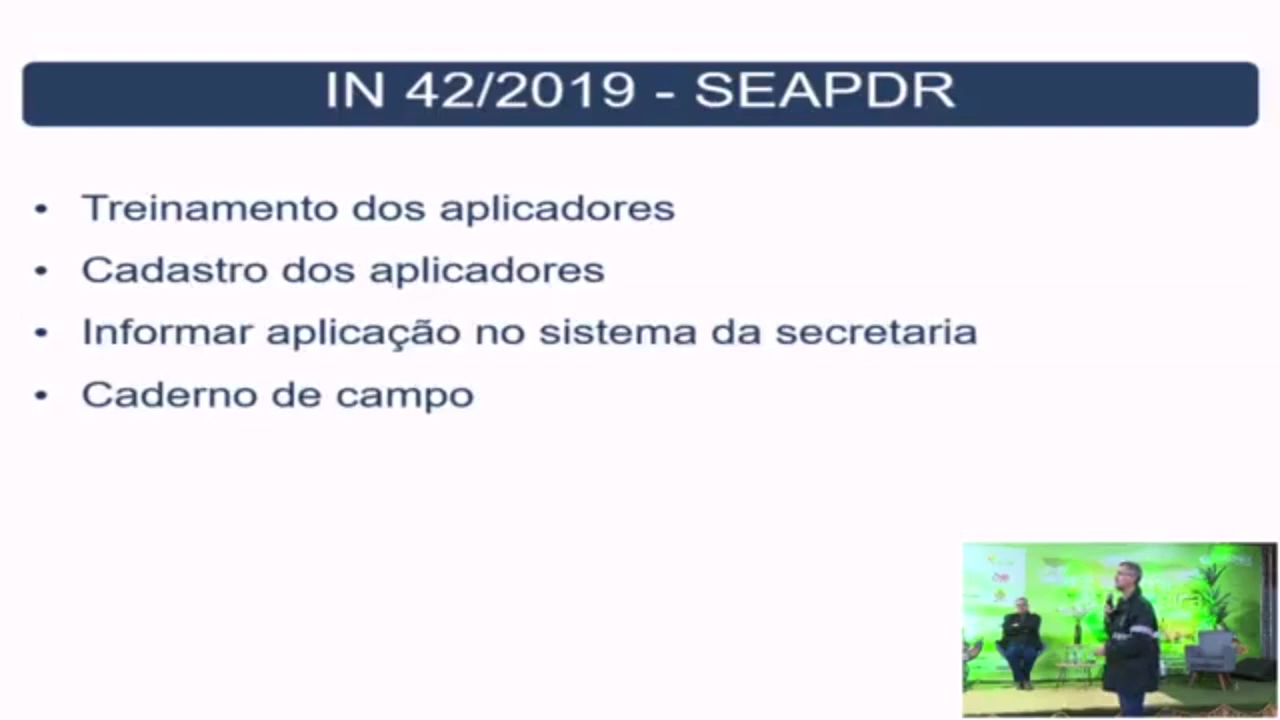 IN 42/2019 - SEAPDR
• Treinamento dos aplicadores
• Cadastro dos aplicadores
• Informar aplicação no sistema da secretaria
• Caderno de campo